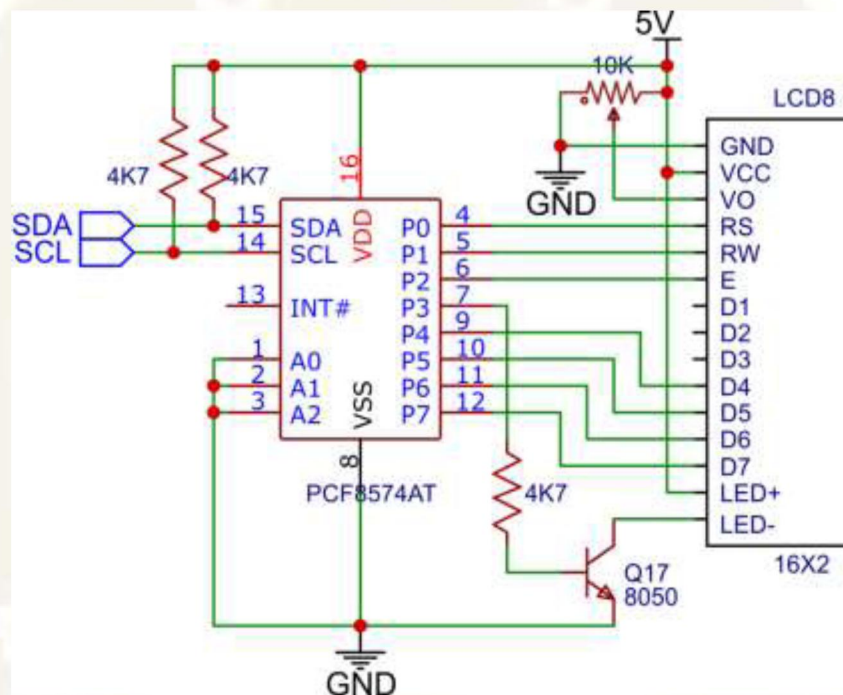 5V
10K
LCD8
4K7
4K7
16
GND
SDA
SCL
15
14
13
1
2
3
SDA
SCL
INT#
A0
A1
A2
VDD
VSS
8
P0
P1
P2
P3
P4
P5
P6
P7
4
5
6
7
9
10
11
12
PCF8574AT
4K7
Q17
8050
GND
GND
VCC
VO
RS
RW
E
D1
D2
D3
D4
D5
D6
D7
LED+
LED-
16X2